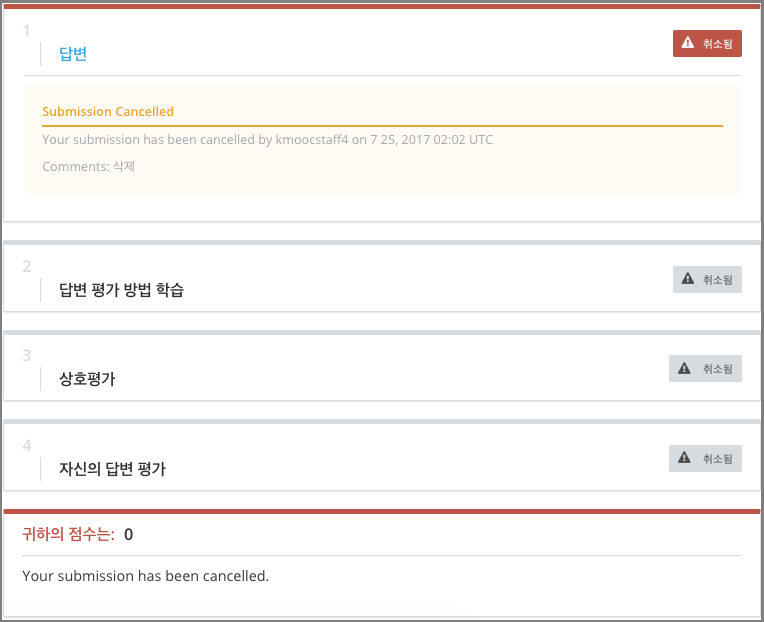 1
답변
취소됨
Submission Cancelled
Your submission has been cancelled by kmoocstaff4 on 7 25, 2017 02:02 UTC
Comments: 삭제
2
답변 평가 방법 학습
취소됨
3
상호평가
취소됨
4
자신의 답변 평가
취소됨
귀하의 점수는: 0
Your submission has been cancelled.